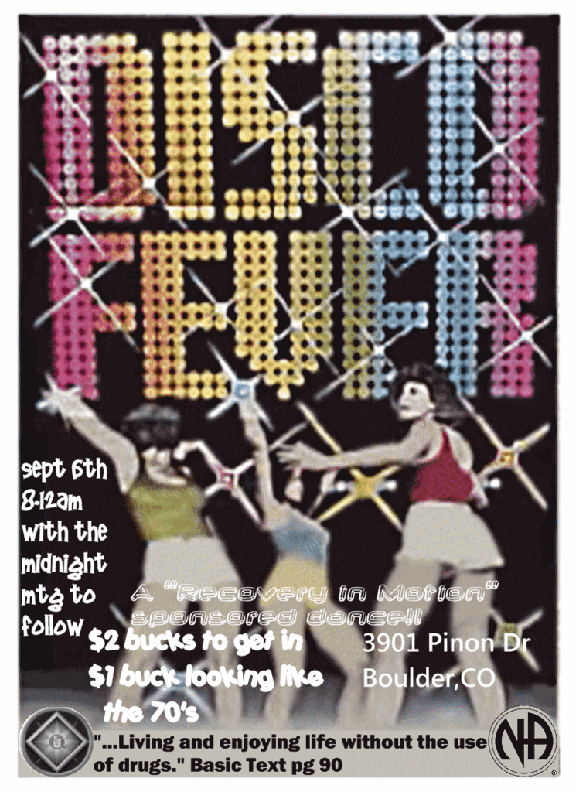 DISCO
FEVER
sept 6th
8-12am
with the
midnight
mtg to
follow
A "Recovery in Motion"
sponsored dance!!
$2 bucks to get in
$1 buck looking like
the 70's
3901 Pinon Dr
Boulder,CO
"...Living and enjoying life without the use
of drugs." Basic Text pg 90
NA
®